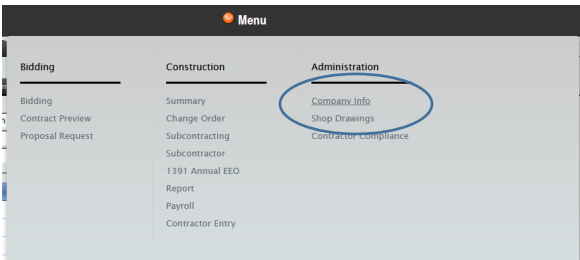 Menu
Bidding
Bidding
Contract Preview
Proposal Request
Construction
Summary
Change Order
Subcontracting
Subcontractor
1391 Annual EEO
Report
Payroll
Contractor Entry
Administration
Company Info
Shop Drawings
Contractor Compliance